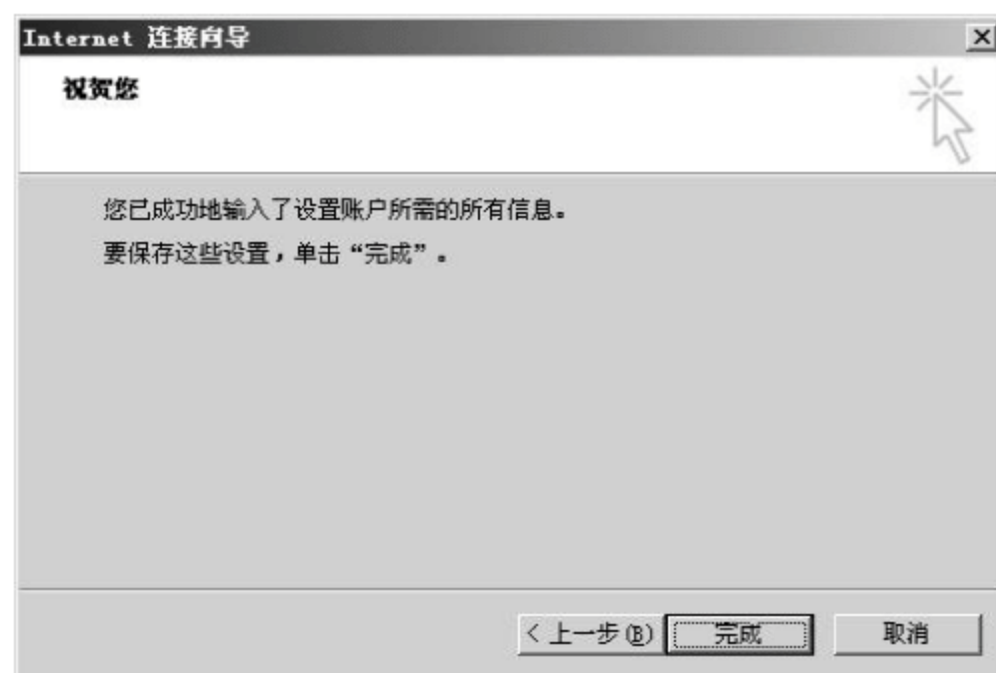 Internet 连接向导
祝贺您
您已成功地输入了设置账户所需的所有信息。
要保存这些设置，单击“完成”。
< 上一步(B) 完成 取消